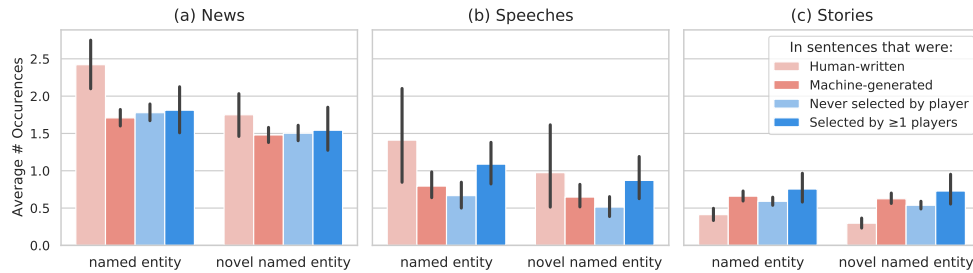 (a) News
(b) Speeches
(c) Stories
Average # Occurences
2.5
2.0
1.5
1.0
0.5
0.0
In sentences that were:
Human-written
Machine-generated
Never selected by player
Selected by ≥1 players
named entity
novel named entity
named entity
novel named entity
named entity
novel named entity